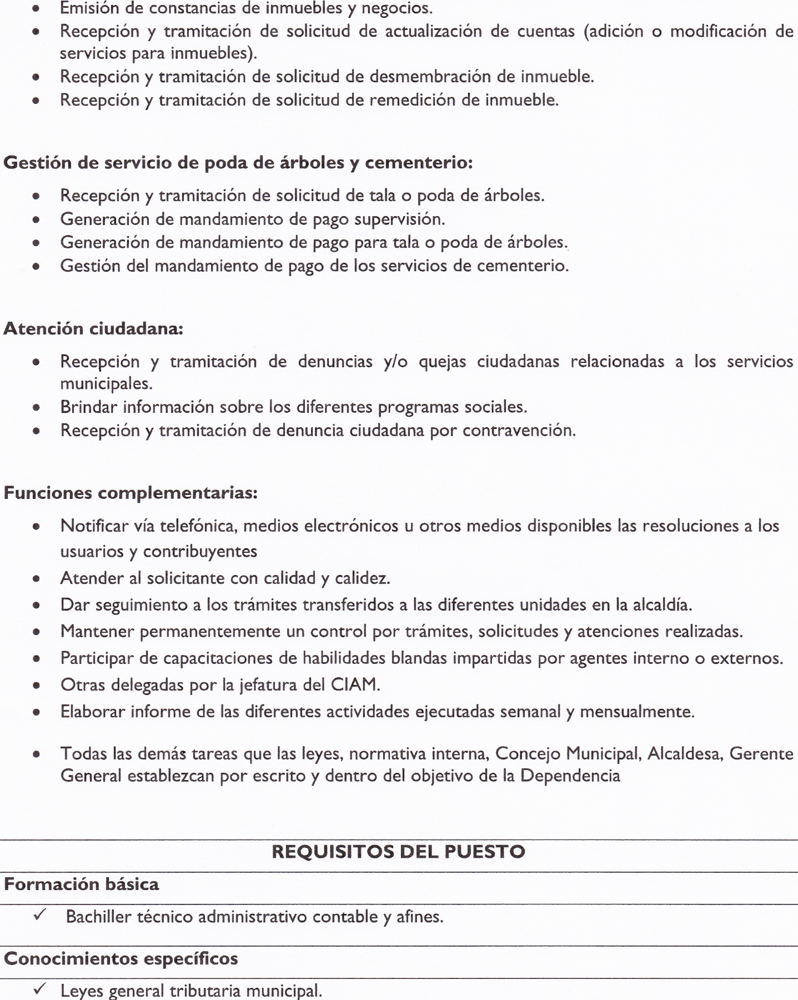 • Emisión de constancias de inmuebles y negocios.
• Recepción y tramitación de solicitud de actualización de cuentas (adición o modificación de
servicios para inmuebles).
• Recepción y tramitación de solicitud de desmembración de inmueble.
• Recepción y tramitación de solicitud de remedición de inmueble.
Gestión de servicio de poda de árboles y cementerio:
• Recepción y tramitación de solicitud de tala o poda de árboles.
• Generación de mandamiento de pago supervisión.
• Generación de mandamiento de pago para tala o poda de árboles.
• Gestión del mandamiento de pago de los servicios de cementerio.
Atención ciudadana:
• Recepción y tramitación de denuncias y/o quejas ciudadanas relacionadas a los servicios
municipales.
• Brindar información sobre los diferentes programas sociales.
• Recepción y tramitación de denuncia ciudadana por contravención.
Funciones complementarias:
• Notificar vía telefónica, medios electrónicos u otros medios disponibles las resoluciones a los
usuarios y contribuyentes
• Atender al solicitante con calidad y calidez.
• Dar seguimiento a los trámites transferidos a las diferentes unidades en la alcaldía.
• Mantener permanentemente un control por trámites, solicitudes y atenciones realizadas.
• Participar de capacitaciones de habilidades blandas impartidas por agentes interno o externos.
• Otras delegadas por la jefatura del CIAM.
• Elaborar informe de las diferentes actividades ejecutadas semanal y mensualmente.
• Todas las demás tareas que las leyes, normativa interna, Concejo Municipal, Alcaldesa, Gerente
General establezcan por escrito y dentro del objetivo de la Dependencia
REQUISITOS DEL PUESTO
Formación básica
✓ Bachiller técnico administrativo contable y afines.
Conocimientos específicos
✓ Leyes general tributaria municipal.